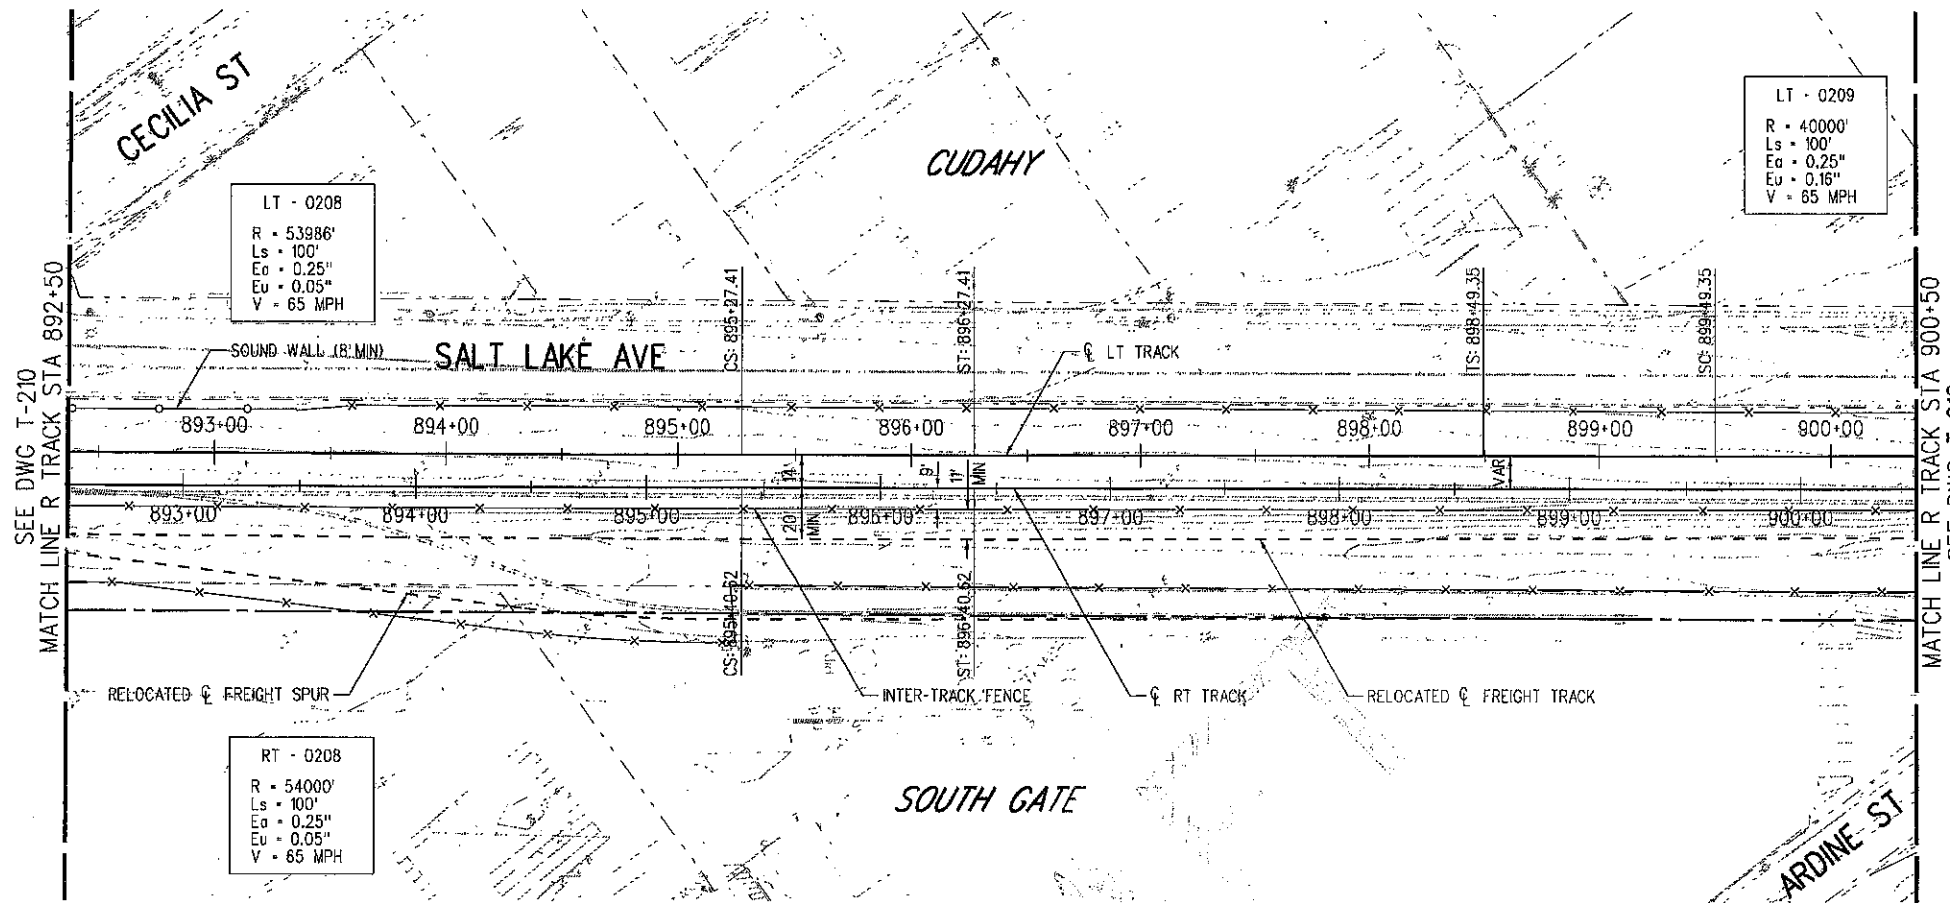 CECILIA ST
CUDAHY
LT - 0209
R = 40000'
Ls = 100'
Ea = 0.25"
Eu = 0.16"
V = 65 MPH
LT - 0208
R = 53986'
Ls = 100'
Ea = 0.25"
Eu = 0.05"
V = 65 MPH
SEE DWG T-210
MATCH LINE R TRACK STA 892+50
CS: 895+27.41
ST: 896+27.41
TS: 898+49.35
SC: 899+49.35
MATCH LINE R TRACK STA 900+50
SOUND WALL (8' MIN)
SALT LAKE AVE
℄ LT TRACK
893+00
894+00
895+00
896+00
897+00
898+00
899+00
900+00
14'
9'
11'
MIN
VAR
20'
MIN
893+00
894+00
895+00
896+00
897+00
898+00
899+00
900+00
CS: 895+40.62
ST: 896+40.62
RELOCATED ℄ FREIGHT SPUR
INTER-TRACK FENCE
℄ RT TRACK
RELOCATED ℄ FREIGHT TRACK
RT - 0208
R = 54000'
Ls = 100'
Ea = 0.25"
Eu = 0.05"
V = 65 MPH
SOUTH GATE
ARDINE ST